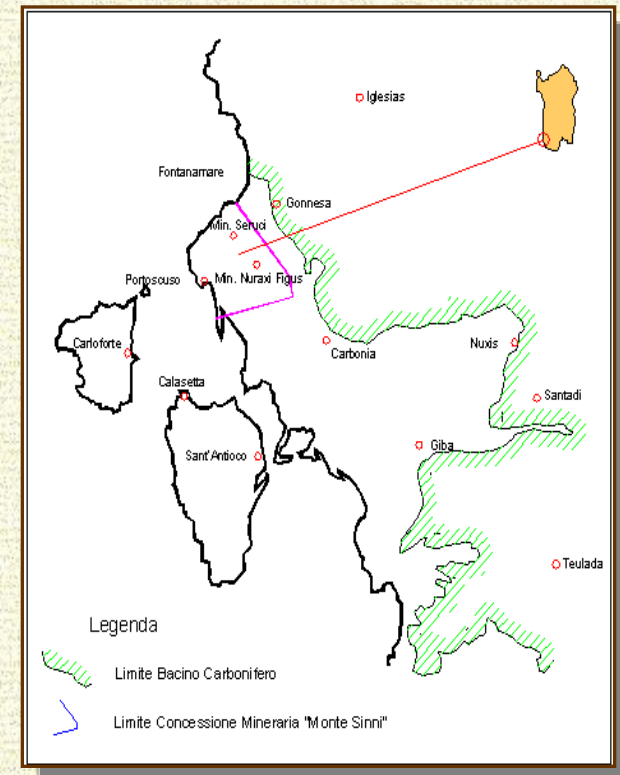 Iglesias
Fontanamare
Gonnesa
Min. Seruci
Min. Nuraxi Figus
Portoscuso
Carloforte
Carbonia
Nuxis
Calasetta
Santadi
Giba
Sant'Antioco
Teulada
Legenda
Limite Bacino Carbonifero
Limite Concessione Mineraria "Monte Sinni"